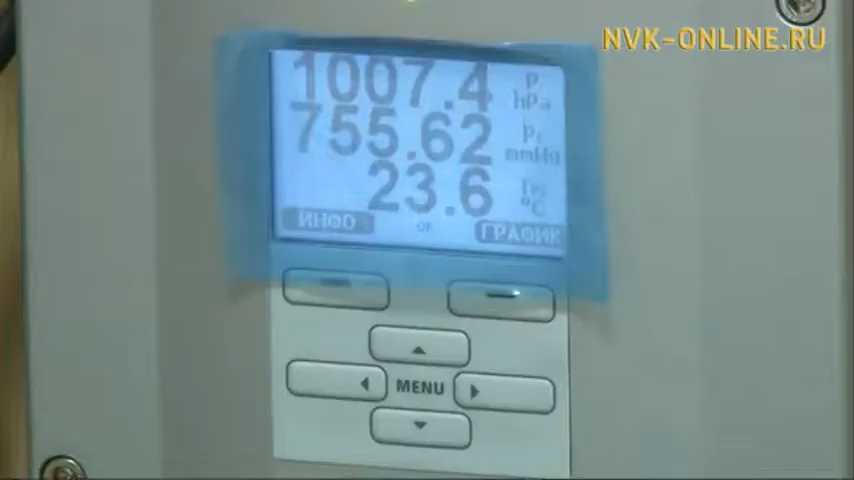 NVK-ONLINE.RU
1007.4 P hPa
755.62 P mmHg
23.6 °C
ИНФО ГРАФИК
MENU